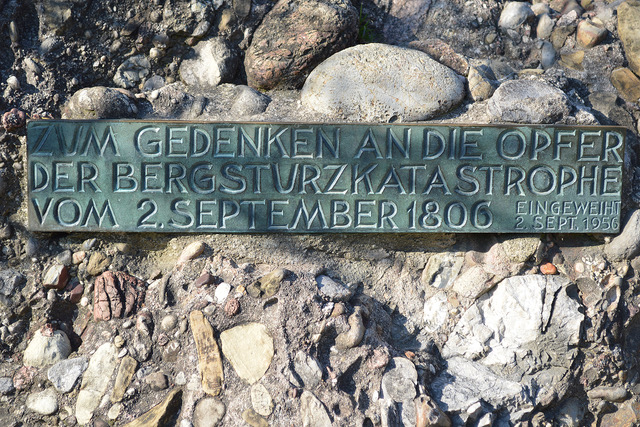 ZUM GEDENKEN AN DIE OPFER
DER BERGSTURZKATASTROPHE
VOM 2. SEPTEMBER 1806
EINGEWEIHT
2. SEPT. 1956